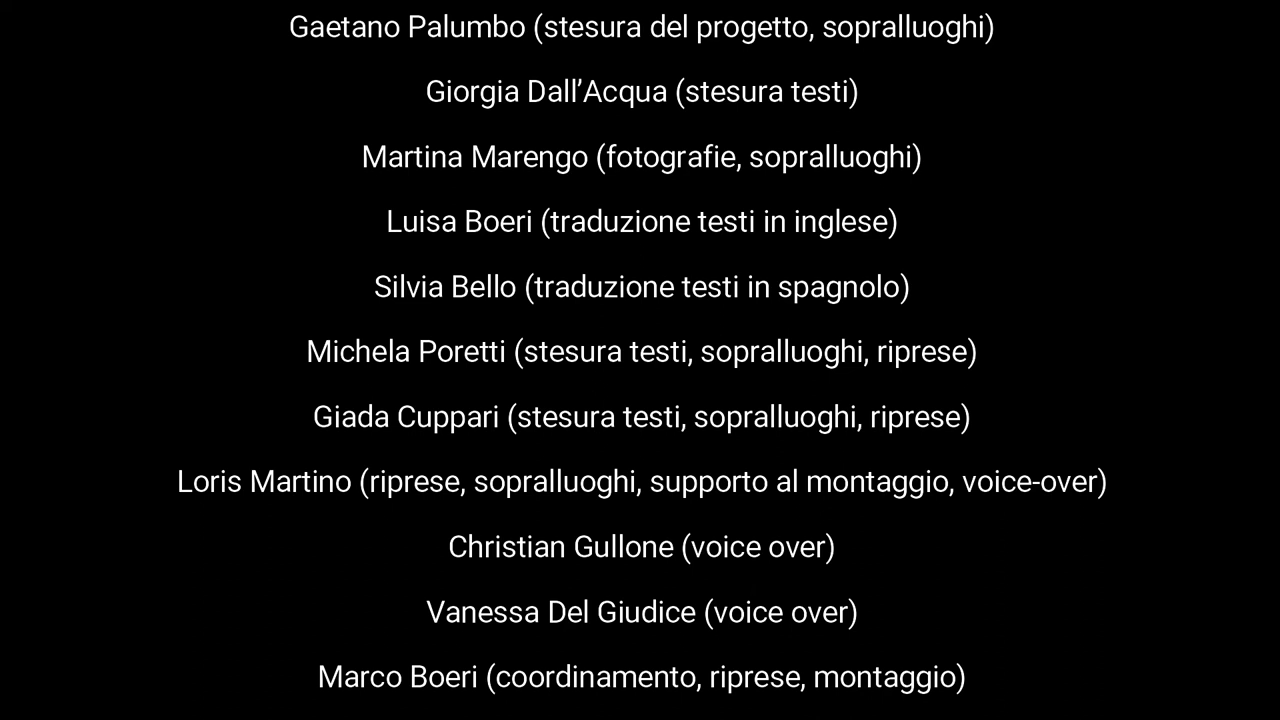 Gaetano Palumbo (stesura del progetto, sopralluoghi)
Giorgia Dall’Acqua (stesura testi)
Martina Marengo (fotografie, sopralluoghi)
Luisa Boeri (traduzione testi in inglese)
Silvia Bello (traduzione testi in spagnolo)
Michela Poretti (stesura testi, sopralluoghi, riprese)
Giada Cuppari (stesura testi, sopralluoghi, riprese)
Loris Martino (riprese, sopralluoghi, supporto al montaggio, voice-over)
Christian Gullone (voice over)
Vanessa Del Giudice (voice over)
Marco Boeri (coordinamento, riprese, montaggio)